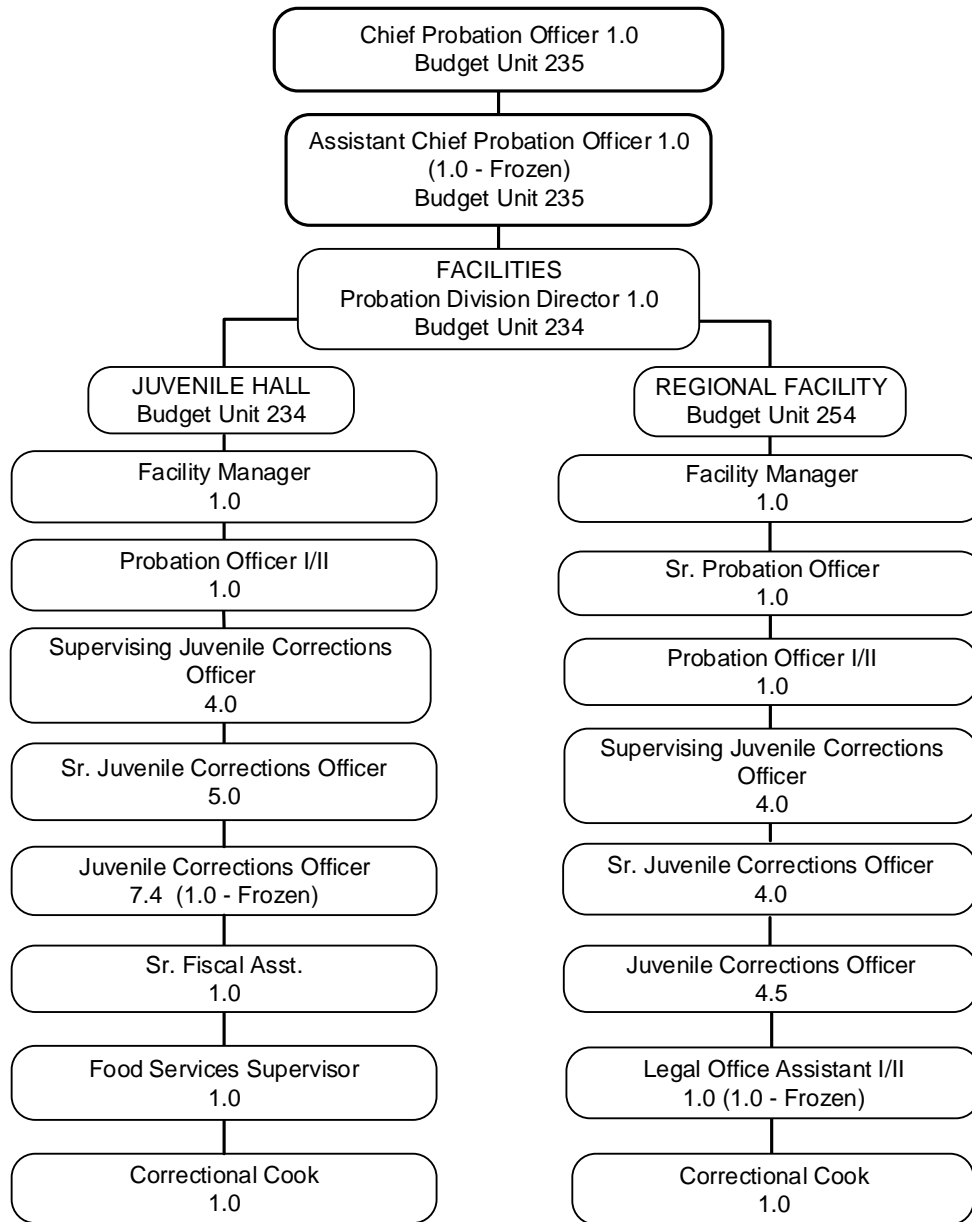 Chief Probation Officer 1.0
Budget Unit 235
Assistant Chief Probation Officer 1.0
(1.0 - Frozen)
Budget Unit 235
FACILITIES
Probation Division Director 1.0
Budget Unit 234
JUVENILE HALL
Budget Unit 234
Facility Manager
1.0
Probation Officer I/II
1.0
Supervising Juvenile Corrections
Officer
4.0
Sr. Juvenile Corrections Officer
5.0
Juvenile Corrections Officer
7.4 (1.0 - Frozen)
Sr. Fiscal Asst.
1.0
Food Services Supervisor
1.0
Correctional Cook
1.0
REGIONAL FACILITY
Budget Unit 254
Facility Manager
1.0
Sr. Probation Officer
1.0
Probation Officer I/II
1.0
Supervising Juvenile Corrections
Officer
4.0
Sr. Juvenile Corrections Officer
4.0
Juvenile Corrections Officer
4.5
Legal Office Assistant I/II
1.0 (1.0 - Frozen)
Correctional Cook
1.0